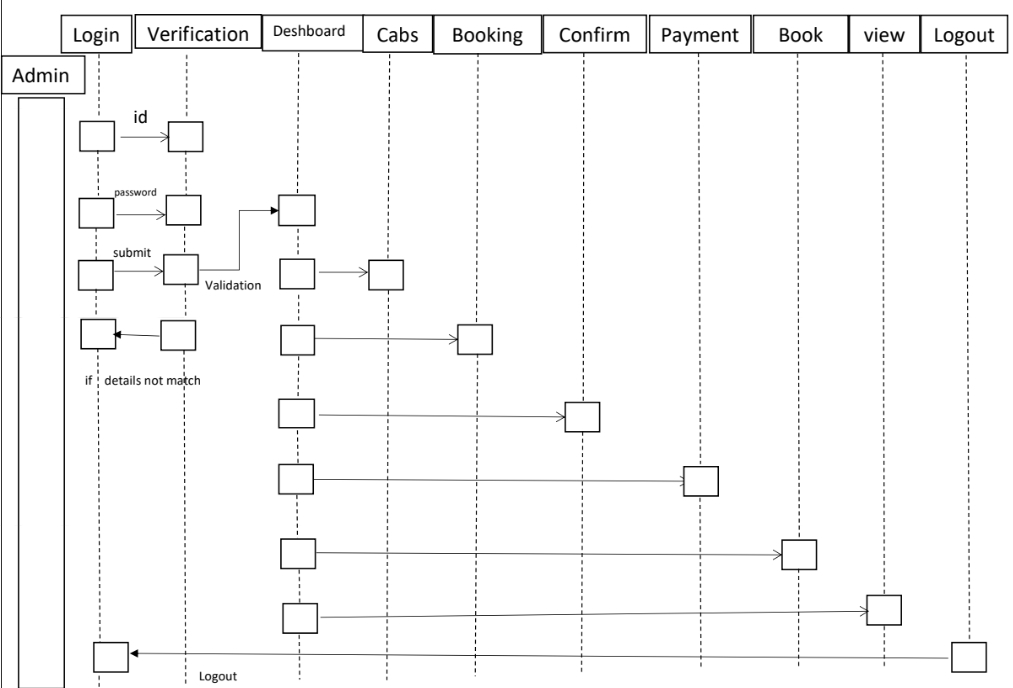 Login
Verification
Deshboard
Cabs
Booking
Confirm
Payment
Book
view
Logout
Admin
id
password
submit
Validation
if details not match
Logout